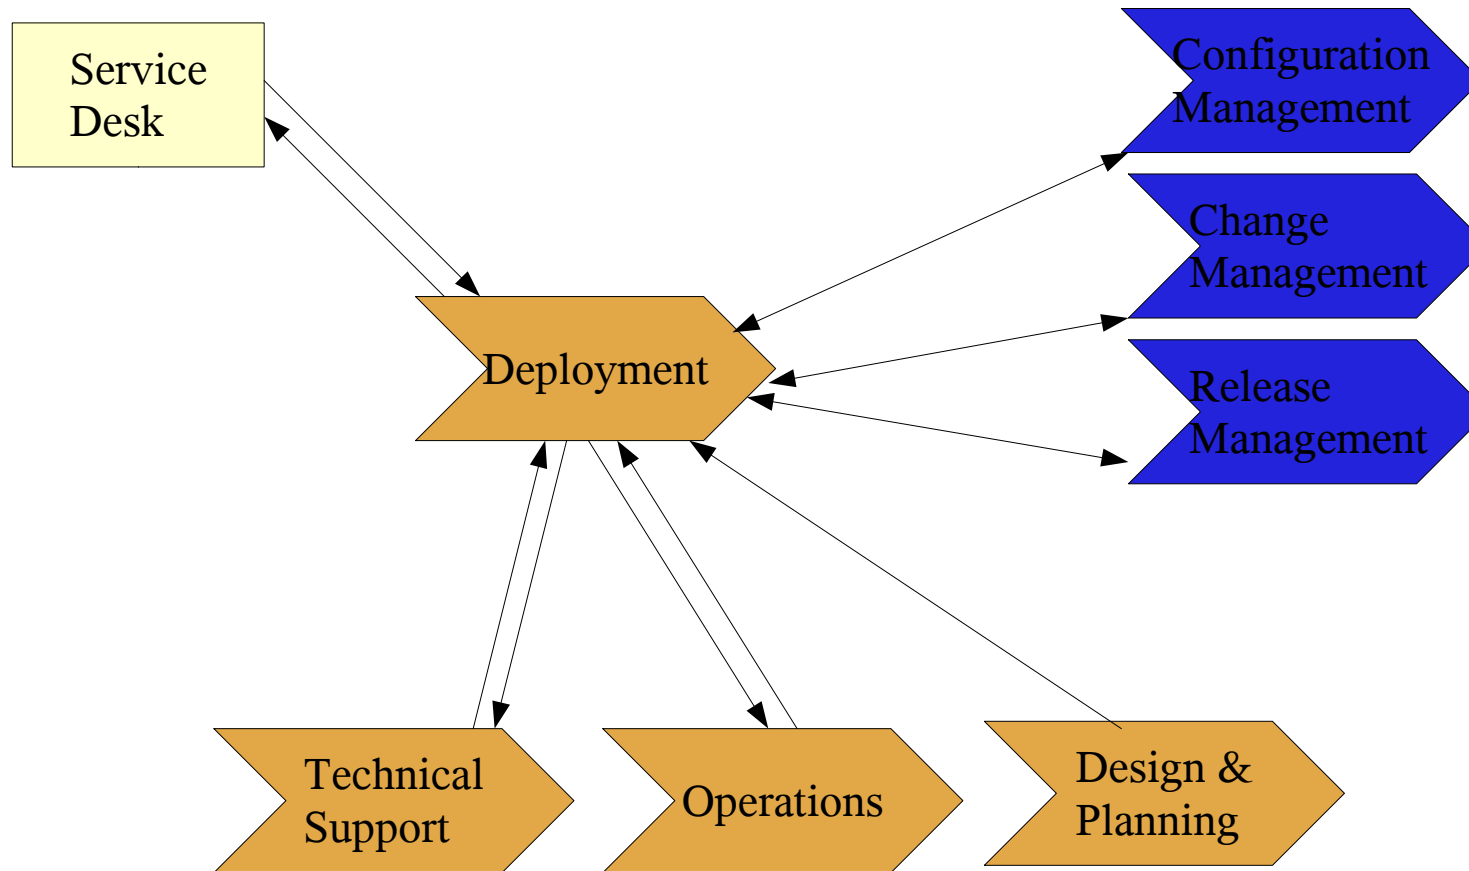 Service
Desk
Configuration
Management
Change
Management
Deployment
Release
Management
Technical
Support
Operations
Design &
Planning